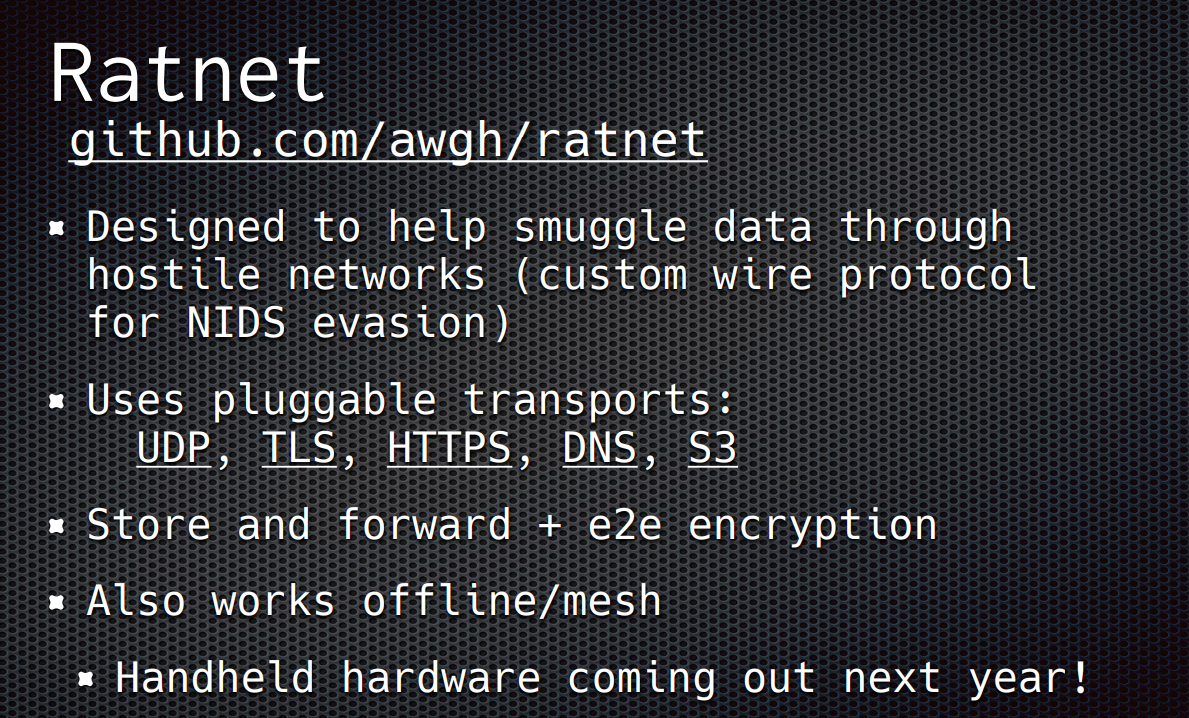 Ratnet
github.com/awgh/ratnet
Designed to help smuggle data through
hostile networks (custom wire protocol
for NIDS evasion)
Uses pluggable transports:
UDP, TLS, HTTPS, DNS, S3
Store and forward + e2e encryption
Also works offline/mesh
Handheld hardware coming out next year!